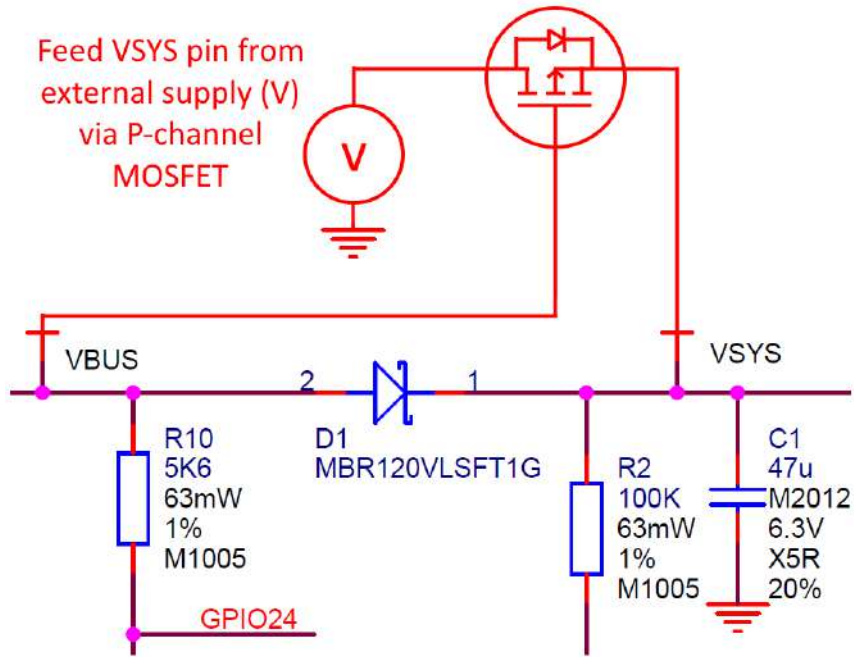 Feed VSYS pin from
external supply (V)
via P-channel
MOSFET
V
VBUS
VSYS
2
1
R10
5K6
63mW
1%
M1005
D1
MBR120VLSFT1G
R2
100K
63mW
1%
M1005
C1
47u
M2012
6.3V
X5R
20%
GPIO24